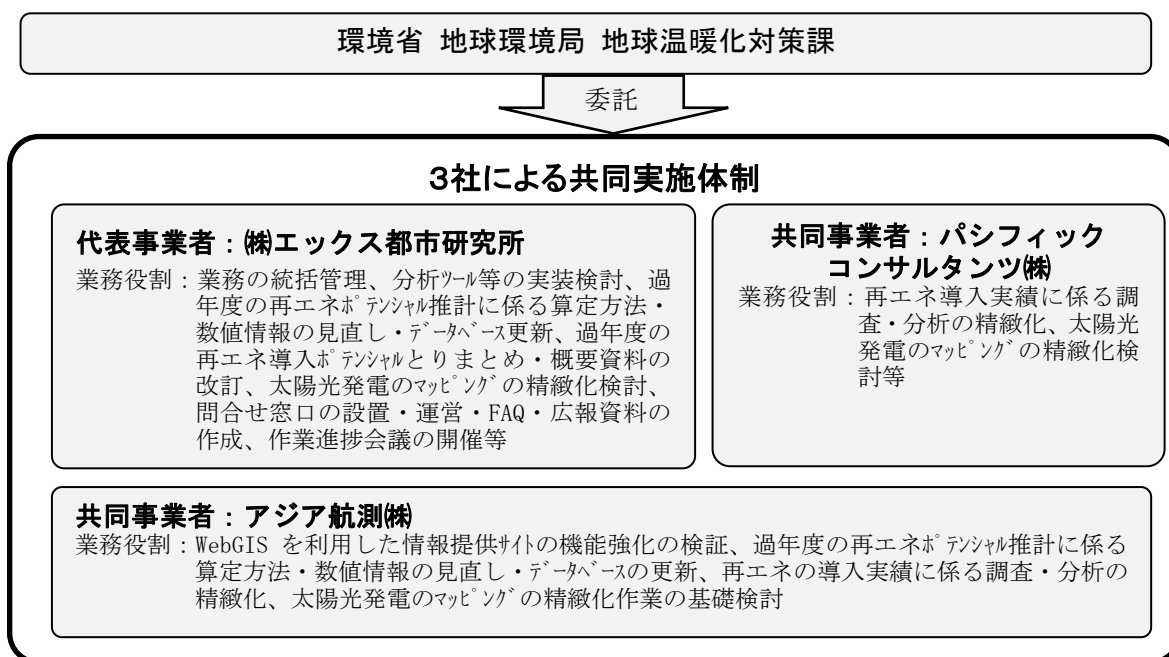 環境省 地球環境局 地球温暖化対策課
委託
3社による共同実施体制
代表事業者：㈱エックス都市研究所
業務役割：業務の統括管理、分析ﾂｰﾙ等の実装検討、過
年度の再エネﾎﾟﾃﾝｼｬﾙ推計に係る算定方法・
数値情報の見直し・ﾃﾞｰﾀﾍﾞｰｽ更新、過年度の
再エネ導入ﾎﾟﾃﾝｼｬﾙとりまとめ・概要資料の
改訂、太陽光発電のﾏｯﾋﾟﾝｸﾞの精緻化検討、
問合せ窓口の設置・運営・FAQ・広報資料の
作成、作業進捗会議の開催等
共同事業者：パシフィック
コンサルタンツ㈱
業務役割：再エネ導入実績に係る調
査・分析の精緻化、太陽光
発電のﾏｯﾋﾟﾝｸﾞの精緻化検
討等
共同事業者：アジア航測㈱
業務役割：WebGIS を利用した情報提供ｻｲﾄの機能強化の検証、過年度の再エネﾎﾟﾃﾝｼｬﾙ推計に係る
算定方法・数値情報の見直し・ﾃﾞｰﾀﾍﾞｰｽの更新、再エネの導入実績に係る調査・分析の
精緻化、太陽光発電のﾏｯﾋﾟﾝｸﾞの精緻化作業の基礎検討